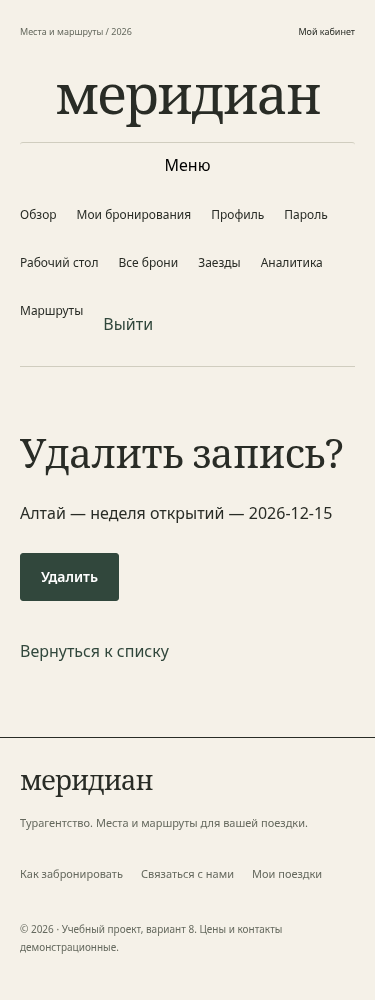 Места и маршруты / 2026
Мой кабинет
меридиан
Меню
Обзор Мои бронирования Профиль Пароль
Рабочий стол Все брони Заезды Аналитика
Маршруты Выйти
Удалить запись?
Алтай — неделя открытий — 2026-12-15
Удалить
Вернуться к списку
меридиан
Турагентство. Места и маршруты для вашей поездки.
Как забронировать Связаться с нами Мои поездки
© 2026 · Учебный проект, вариант 8. Цены и контакты
демонстрационные.